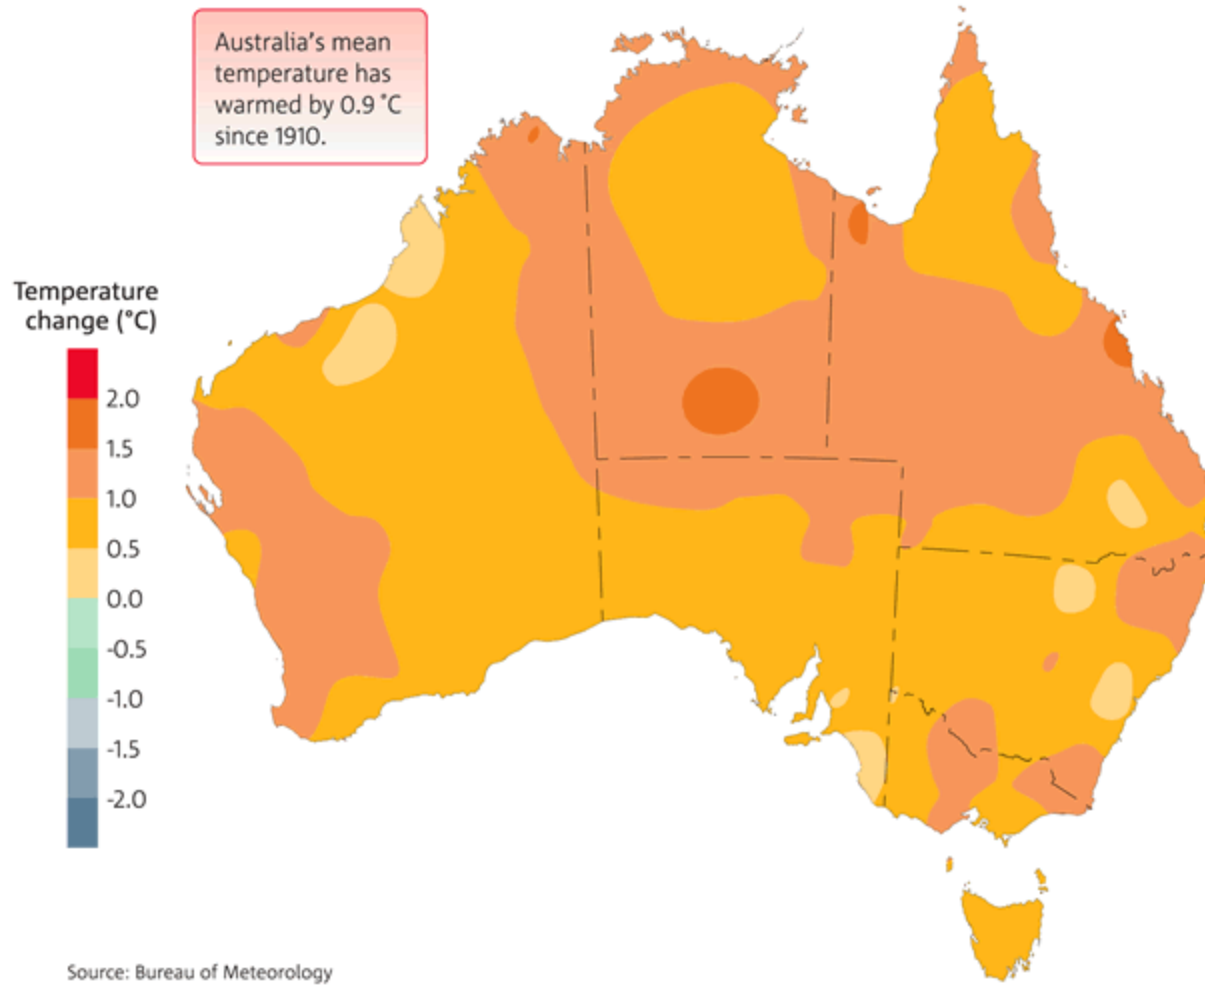 Australia's mean
temperature has
warmed by 0.9 °C
since 1910.
Temperature
change (°C)
2.0
1.5
1.0
0.5
0.0
-0.5
-1.0
-1.5
-2.0
Source: Bureau of Meteorology